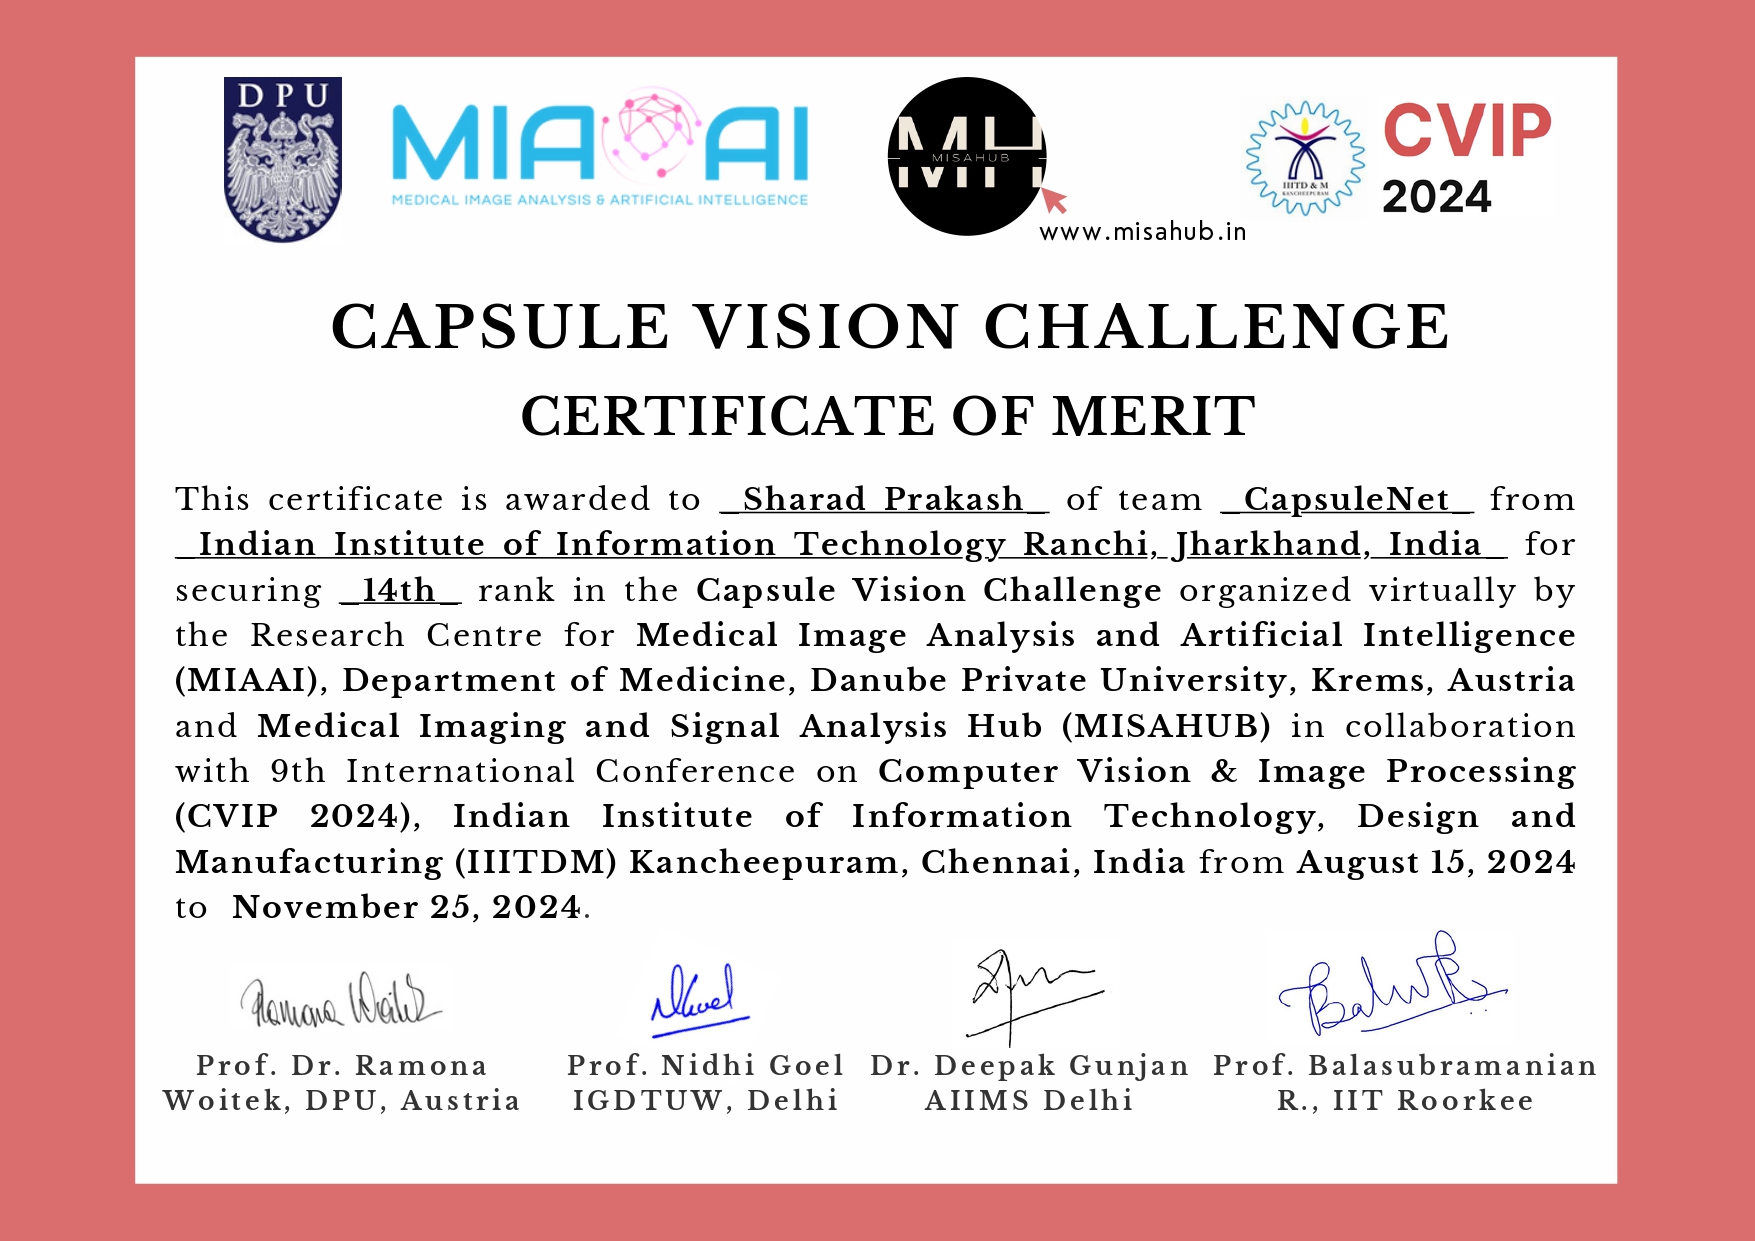 DPU
MIAAI
MEDICAL IMAGE ANALYSIS & ARTIFICIAL INTELLIGENCE
MH
MISAHUB
www.misahub.in
IIITD & M
KANCHEEPURAM
CVIP
2024
CAPSULE VISION CHALLENGE
CERTIFICATE OF MERIT
This certificate is awarded to _Sharad Prakash_ of team _CapsuleNet_ from
_Indian Institute of Information Technology Ranchi, Jharkhand, India_ for
securing _14th_ rank in the Capsule Vision Challenge organized virtually by
the Research Centre for Medical Image Analysis and Artificial Intelligence
(MIAAI), Department of Medicine, Danube Private University, Krems, Austria
and Medical Imaging and Signal Analysis Hub (MISAHUB) in collaboration
with 9th International Conference on Computer Vision & Image Processing
(CVIP 2024), Indian Institute of Information Technology, Design and
Manufacturing (IIITDM) Kancheepuram, Chennai, India from August 15, 2024
to November 25, 2024.
Ramona Woitek
Prof. Dr. Ramona
Woitek, DPU, Austria
Prof. Nidhi Goel
IGDTUW, Delhi
Dr. Deepak Gunjan
AIIMS Delhi
Prof. Balasubramanian
R., IIT Roorkee